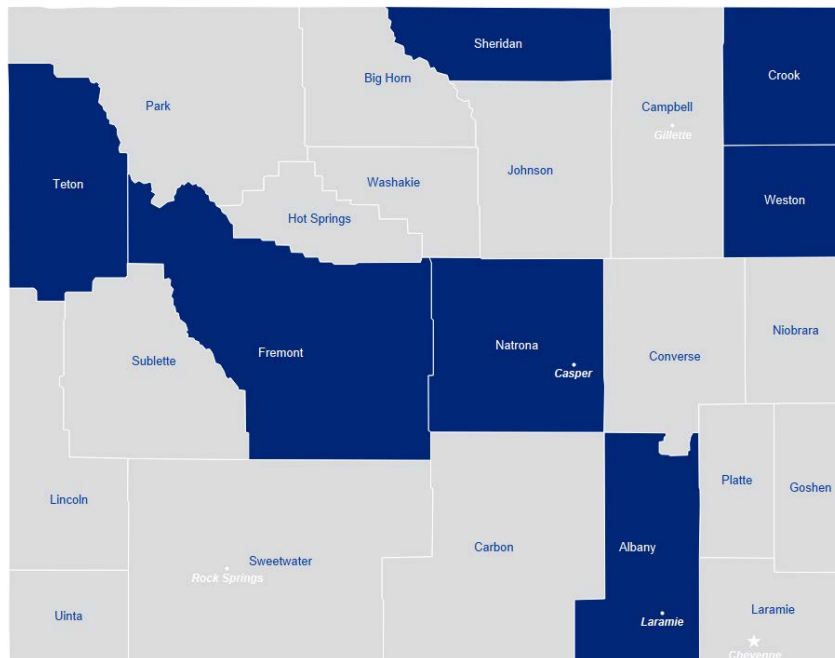 Sheridan
Crook
Big Horn
Park
Campbell
Gillette
Johnson
Teton
Washakie
Weston
Hot Springs
Niobrara
Natrona
Fremont
Converse
Sublette
Casper
Platte
Goshen
Lincoln
Carbon
Albany
Sweetwater
Rock Springs
Laramie
Uinta
Laramie
Cheyenne